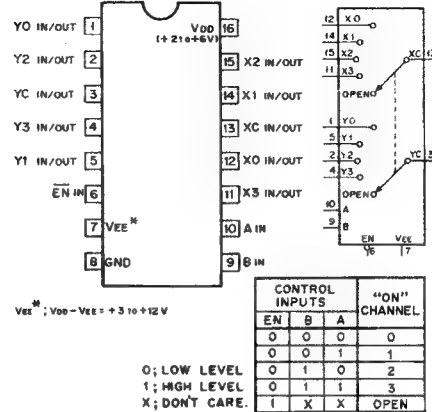 Y0 IN/OUT 1
Y2 IN/OUT 2
YC IN/OUT 3
Y3 IN/OUT 4
Y1 IN/OUT 5
EN IN 6
7 VEE*
8 GND
VDD 16
(+2 TO +6V)
15 X2 IN/OUT
14 X1 IN/OUT
13 XC IN/OUT
12 X0 IN/OUT
11 X3 IN/OUT
10 A IN
9 B IN
12 X0
14 X1
15 X2
11 X3
OPEN
XC
1 Y0
5 Y1
2 Y2
4 Y3
OPEN
YC 3
10 A
9 B
EN VEE
6 7
VEE*; VDD-VEE = +3 TO +12V
0; LOW LEVEL
1; HIGH LEVEL
X; DON'T CARE.
CONTROL INPUTS "ON" CHANNEL
EN B A
0 0 0 0
0 0 1 1
0 1 0 2
0 1 1 3
1 X X OPEN